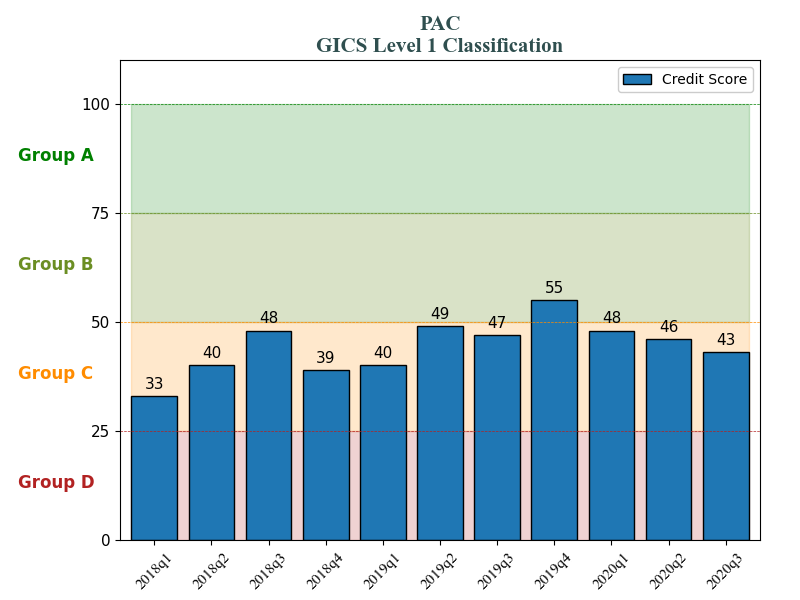 PAC
GICS Level 1 Classification
Credit Score
100
Group A
75
Group B
50
Group C
25
Group D
0
33
40
48
39
40
49
47
55
48
46
43
2018q1
2018q2
2018q3
2018q4
2019q1
2019q2
2019q3
2019q4
2020q1
2020q2
2020q3